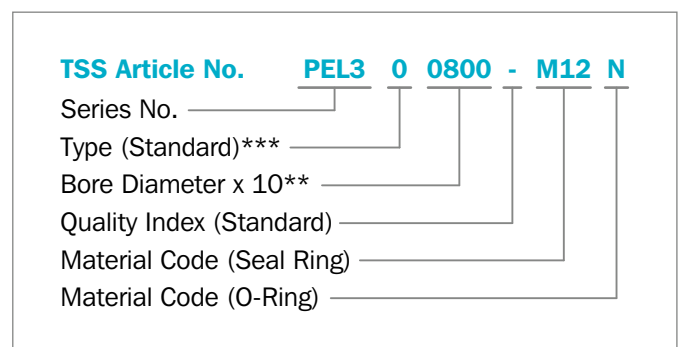 TSS Article No. PEL3 0 0800 - M12 N
Series No.
Type (Standard)***
Bore Diameter x 10**
Quality Index (Standard)
Material Code (Seal Ring)
Material Code (O-Ring)